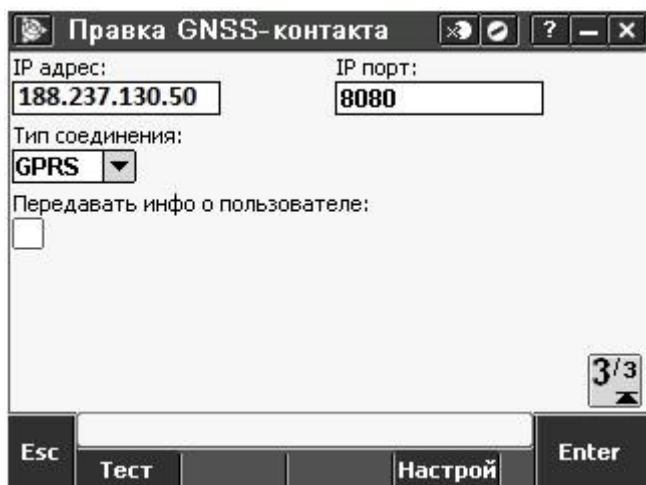 Правка GNSS-контакта ? – ×
IP адрес: IP порт:
188.237.130.50 8080
Тип соединения:
GPRS
Передавать инфо о пользователе:
3/3
Esc Тест Настрой Enter